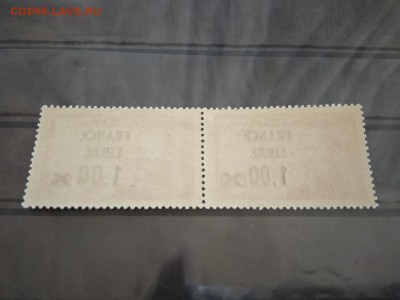 COINS.LAVE.RU
FRANCE
LIBRE
1,00
FRANCE
LIBRE
1,00